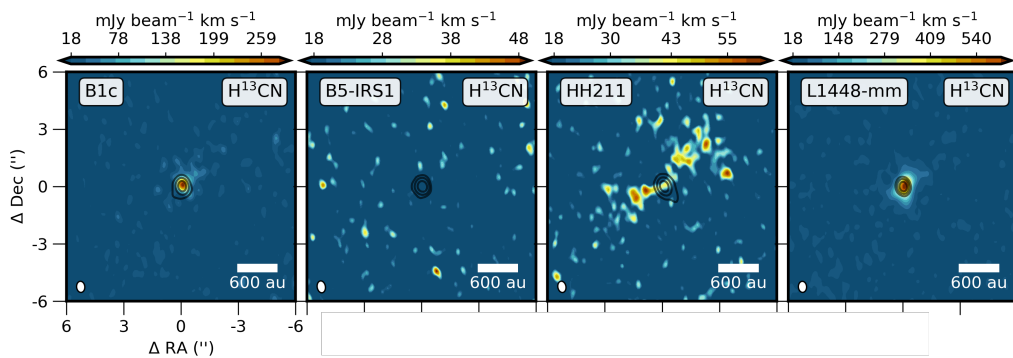 mJy beam⁻¹ km s⁻¹ mJy beam⁻¹ km s⁻¹ mJy beam⁻¹ km s⁻¹ mJy beam⁻¹ km s⁻¹
18 78 138 199 259 18 28 38 48 18 30 43 55 18 148 279 409 540
B1c H¹³CN B5-IRS1 H¹³CN HH211 H¹³CN L1448-mm H¹³CN
6
3
0
-3
-6
Δ Dec ('')
600 au 600 au 600 au 600 au
6 3 0 -3 -6
Δ RA ('')